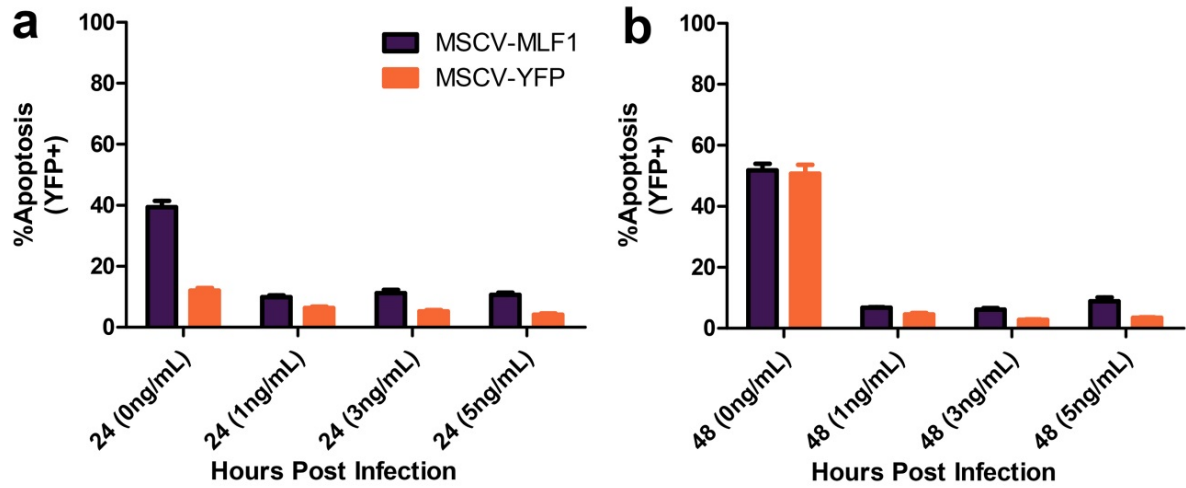 a
100
80
60
40
20
0
%Apoptosis
(YFP+)
MSCV-MLF1
MSCV-YFP
24 (0ng/mL)
24 (1ng/mL)
24 (3ng/mL)
24 (5ng/mL)
Hours Post Infection
b
100
80
60
40
20
0
%Apoptosis
(YFP+)
48 (0ng/mL)
48 (1ng/mL)
48 (3ng/mL)
48 (5ng/mL)
Hours Post Infection